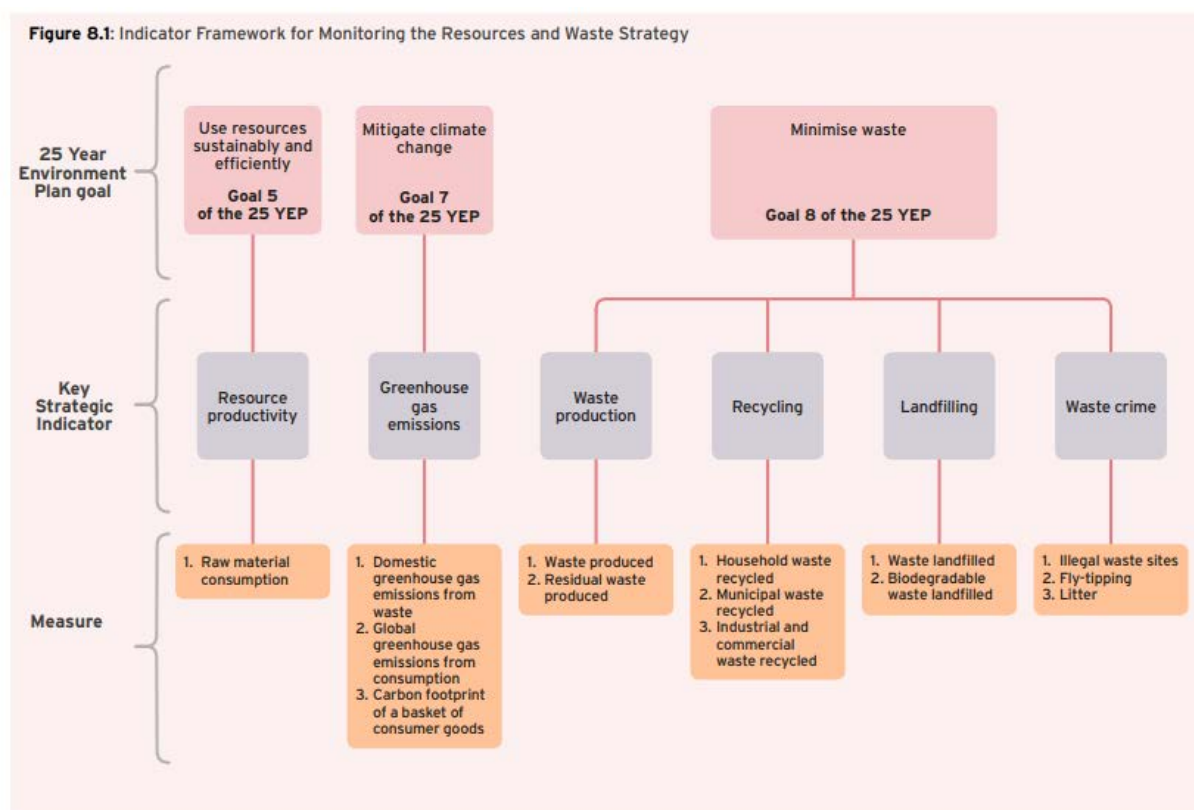 Figure 8.1: Indicator Framework for Monitoring the Resources and Waste Strategy
25 Year
Environment
Plan goal
Use resources
sustainably and
efficiently
Goal 5
of the 25 YEP
Mitigate climate
change
Goal 7
of the 25 YEP
Minimise waste
Goal 8 of the 25 YEP
Key
Strategic
Indicator
Resource
productivity
Greenhouse
gas
emissions
Waste
production
Recycling
Landfilling
Waste crime
Measure
1. Raw material
consumption
1. Domestic
greenhouse gas
emissions from
waste
2. Global
greenhouse gas
emissions from
consumption
3. Carbon footprint
of a basket of
consumer goods
1. Waste produced
2. Residual waste
produced
1. Household waste
recycled
2. Municipal waste
recycled
3. Industrial and
commercial
waste recycled
1. Waste landfilled
2. Biodegradable
waste landfilled
1. Illegal waste sites
2. Fly-tipping
3. Litter